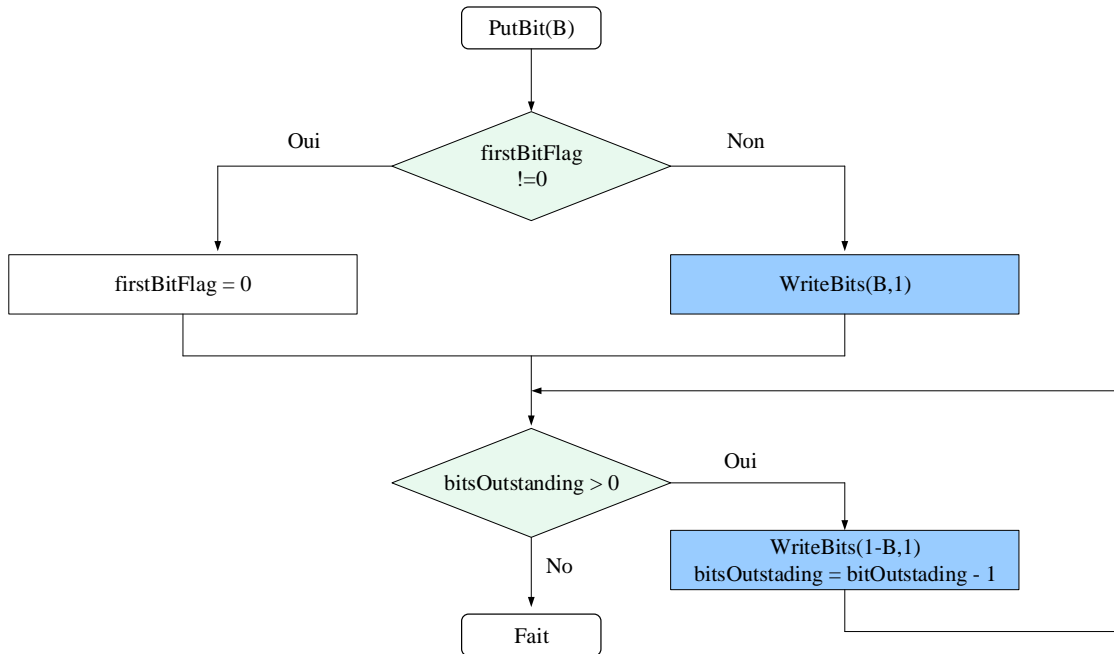 PutBit(B)
Oui
firstBitFlag
!=0
Non
firstBitFlag = 0
WriteBits(B,1)
bitsOutstanding > 0
Oui
WriteBits(1-B,1)
bitsOutstading = bitOutstading - 1
No
Fait